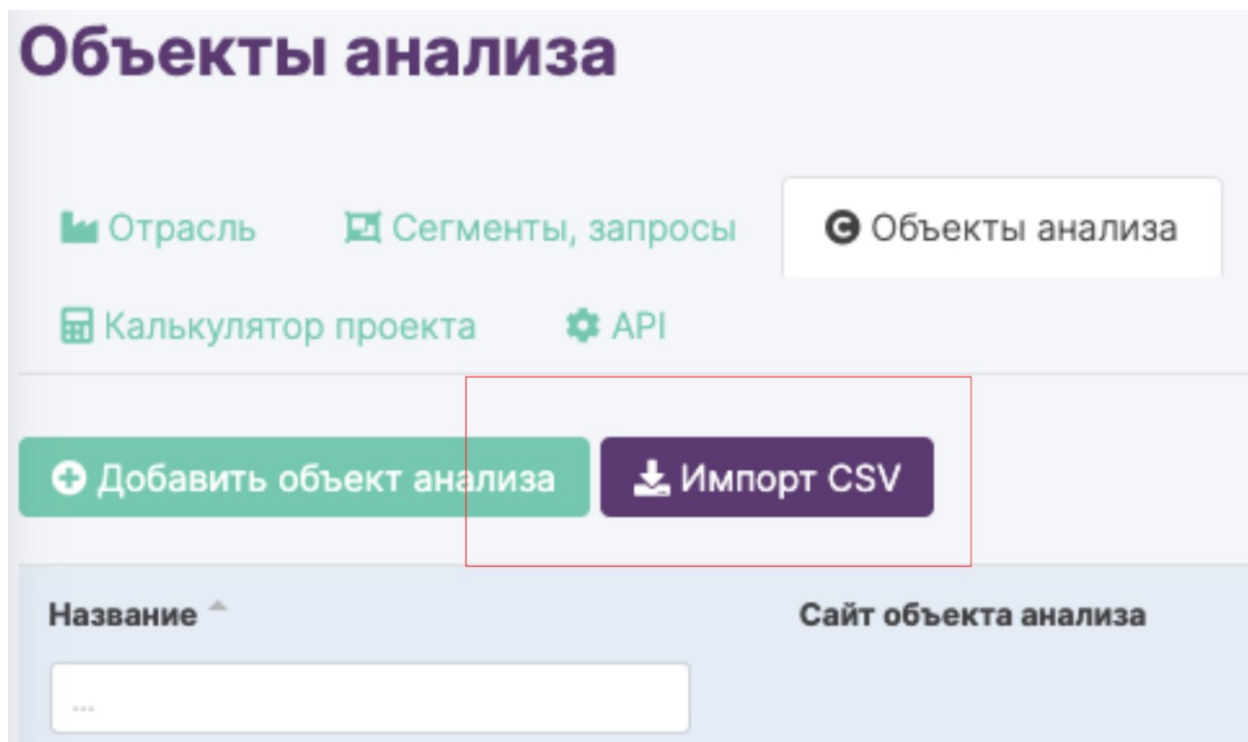 Объекты анализа
Отрасль Сегменты, запросы Объекты анализа
Калькулятор проекта API
Добавить объект анализа Импорт CSV
Название Сайт объекта анализа
...